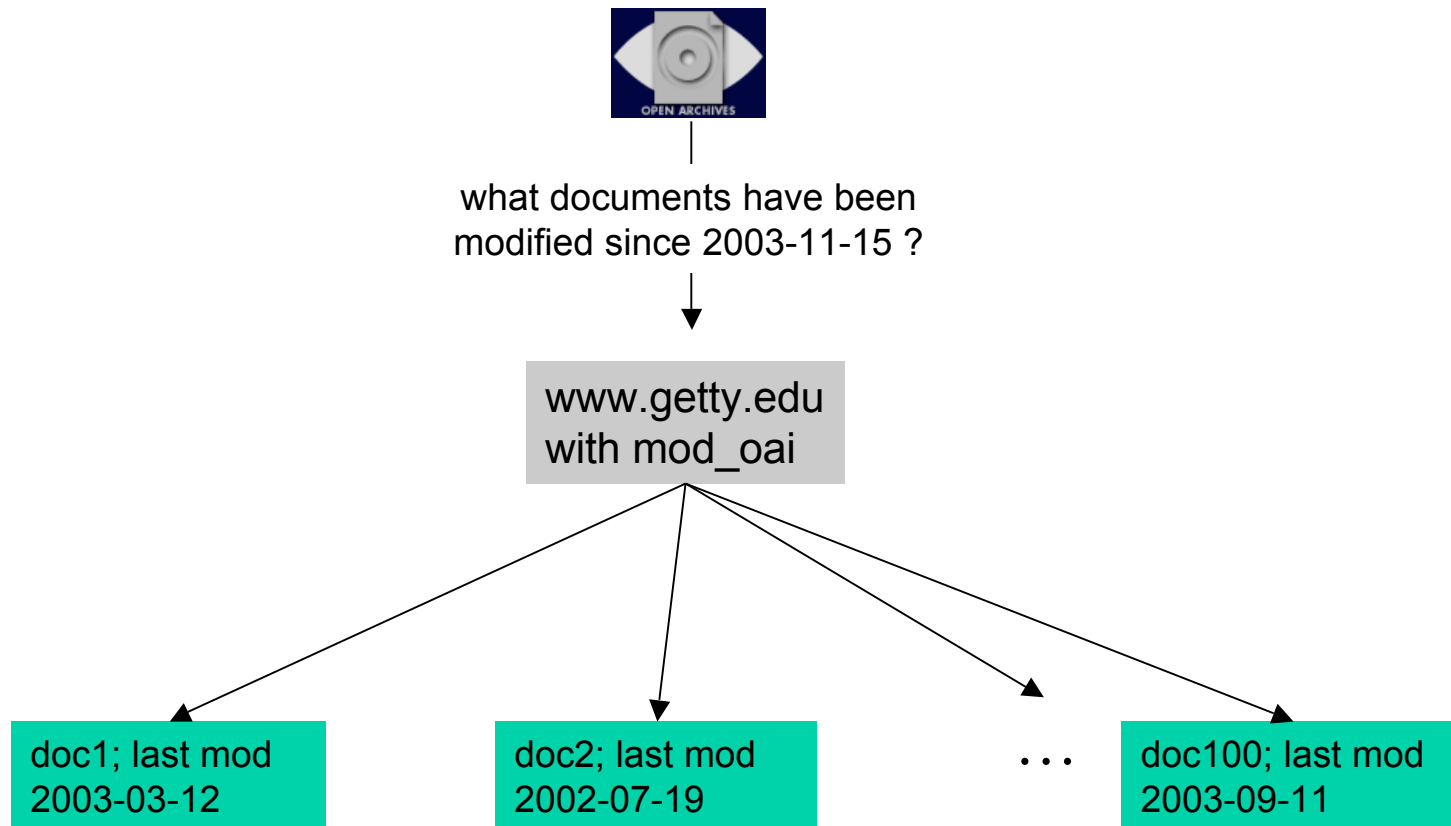 OPEN ARCHIVES
what documents have been
modified since 2003-11-15 ?
www.getty.edu
with mod_oai
doc1; last mod
2003-03-12
doc2; last mod
2002-07-19
...
doc100; last mod
2003-09-11